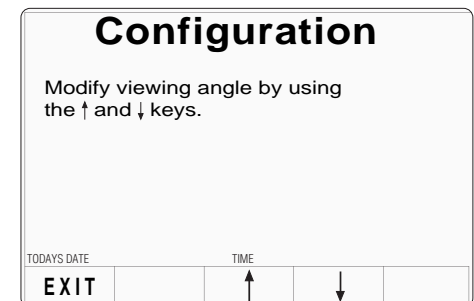 Configuration
Modify viewing angle by using
the ↑ and ↓ keys.
TODAYS DATE TIME
EXIT ↑ ↓